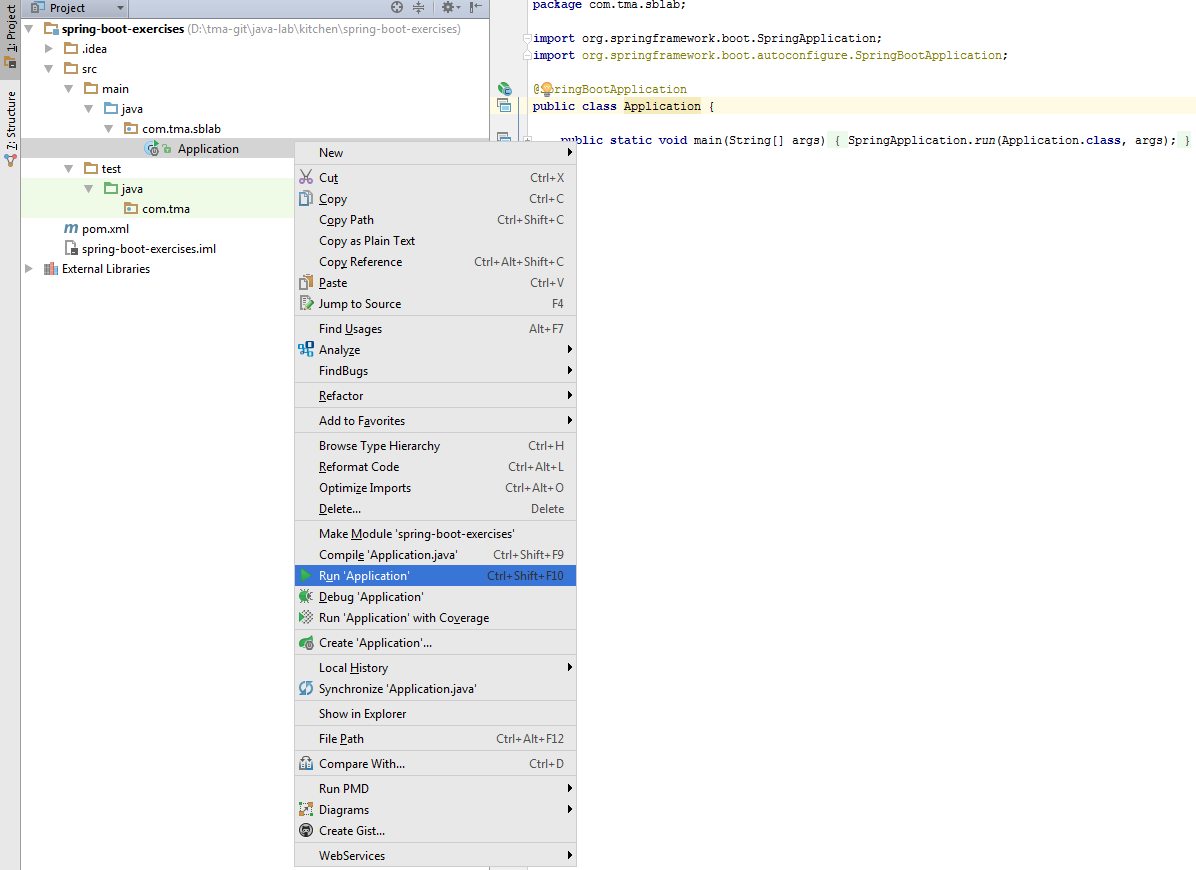 1: Project
7: Structure
Project
spring-boot-exercises (D:\tma-git\java-lab\kitchen\spring-boot-exercises)
.idea
src
main
java
com.tma.sblab
Application
test
java
com.tma
pom.xml
spring-boot-exercises.iml
External Libraries
package com.tma.sblab;
import org.springframework.boot.SpringApplication;
import org.springframework.boot.autoconfigure.SpringBootApplication;
@SpringBootApplication
public class Application {
public static void main(String[] args) { SpringApplication.run(Application.class, args); }
New
Cut Ctrl+X
Copy Ctrl+C
Copy Path Ctrl+Shift+C
Copy as Plain Text
Copy Reference Ctrl+Alt+Shift+C
Paste Ctrl+V
Jump to Source F4
Find Usages Alt+F7
Analyze
FindBugs
Refactor
Add to Favorites
Browse Type Hierarchy Ctrl+H
Reformat Code Ctrl+Alt+L
Optimize Imports Ctrl+Alt+O
Delete... Delete
Make Module 'spring-boot-exercises'
Compile 'Application.java' Ctrl+Shift+F9
Run 'Application' Ctrl+Shift+F10
Debug 'Application'
Run 'Application' with Coverage
Create 'Application'...
Local History
Synchronize 'Application.java'
Show in Explorer
File Path Ctrl+Alt+F12
Compare With... Ctrl+D
Run PMD
Diagrams
Create Gist...
WebServices